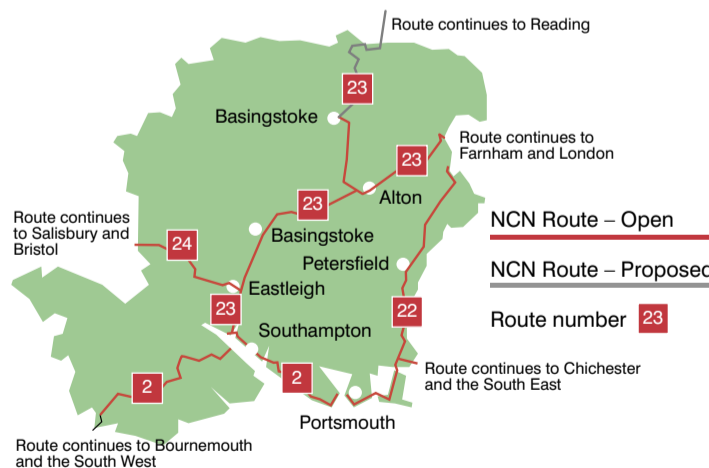 Route continues to Reading
23
Basingstoke
Route continues to
Farnham and London
23
Alton
23
Route continues
to Salisbury and
Bristol
24
Basingstoke
NCN Route – Open
Petersfield
NCN Route – Proposed
Eastleigh
23
22
Route number 23
Southampton
Route continues to Chichester
and the South East
2
2
Portsmouth
Route continues to Bournemouth
and the South West